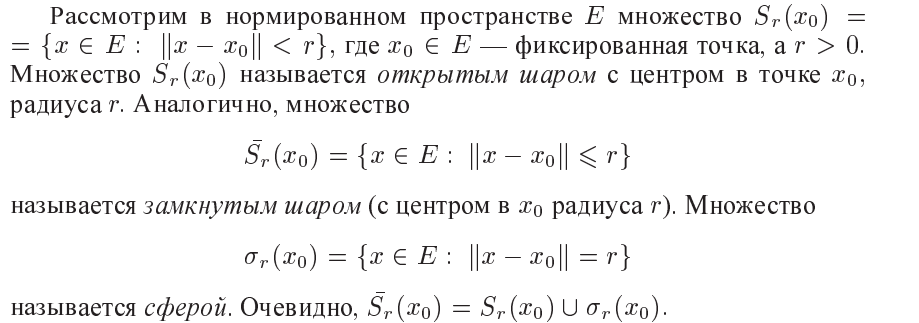 Рассмотрим в нормированном пространстве E множество S_r(x_0) =
= {x ∈ E : ‖x − x_0‖ < r}, где x_0 ∈ E — фиксированная точка, а r > 0.
Множество S_r(x_0) называется открытым шаром с центром в точке x_0,
радиуса r. Аналогично, множество
S̄_r(x_0) = {x ∈ E : ‖x − x_0‖ ⩽ r}
называется замкнутым шаром (с центром в x_0 радиуса r). Множество
σ_r(x_0) = {x ∈ E : ‖x − x_0‖ = r}
называется сферой. Очевидно, S̄_r(x_0) = S_r(x_0) ∪ σ_r(x_0).